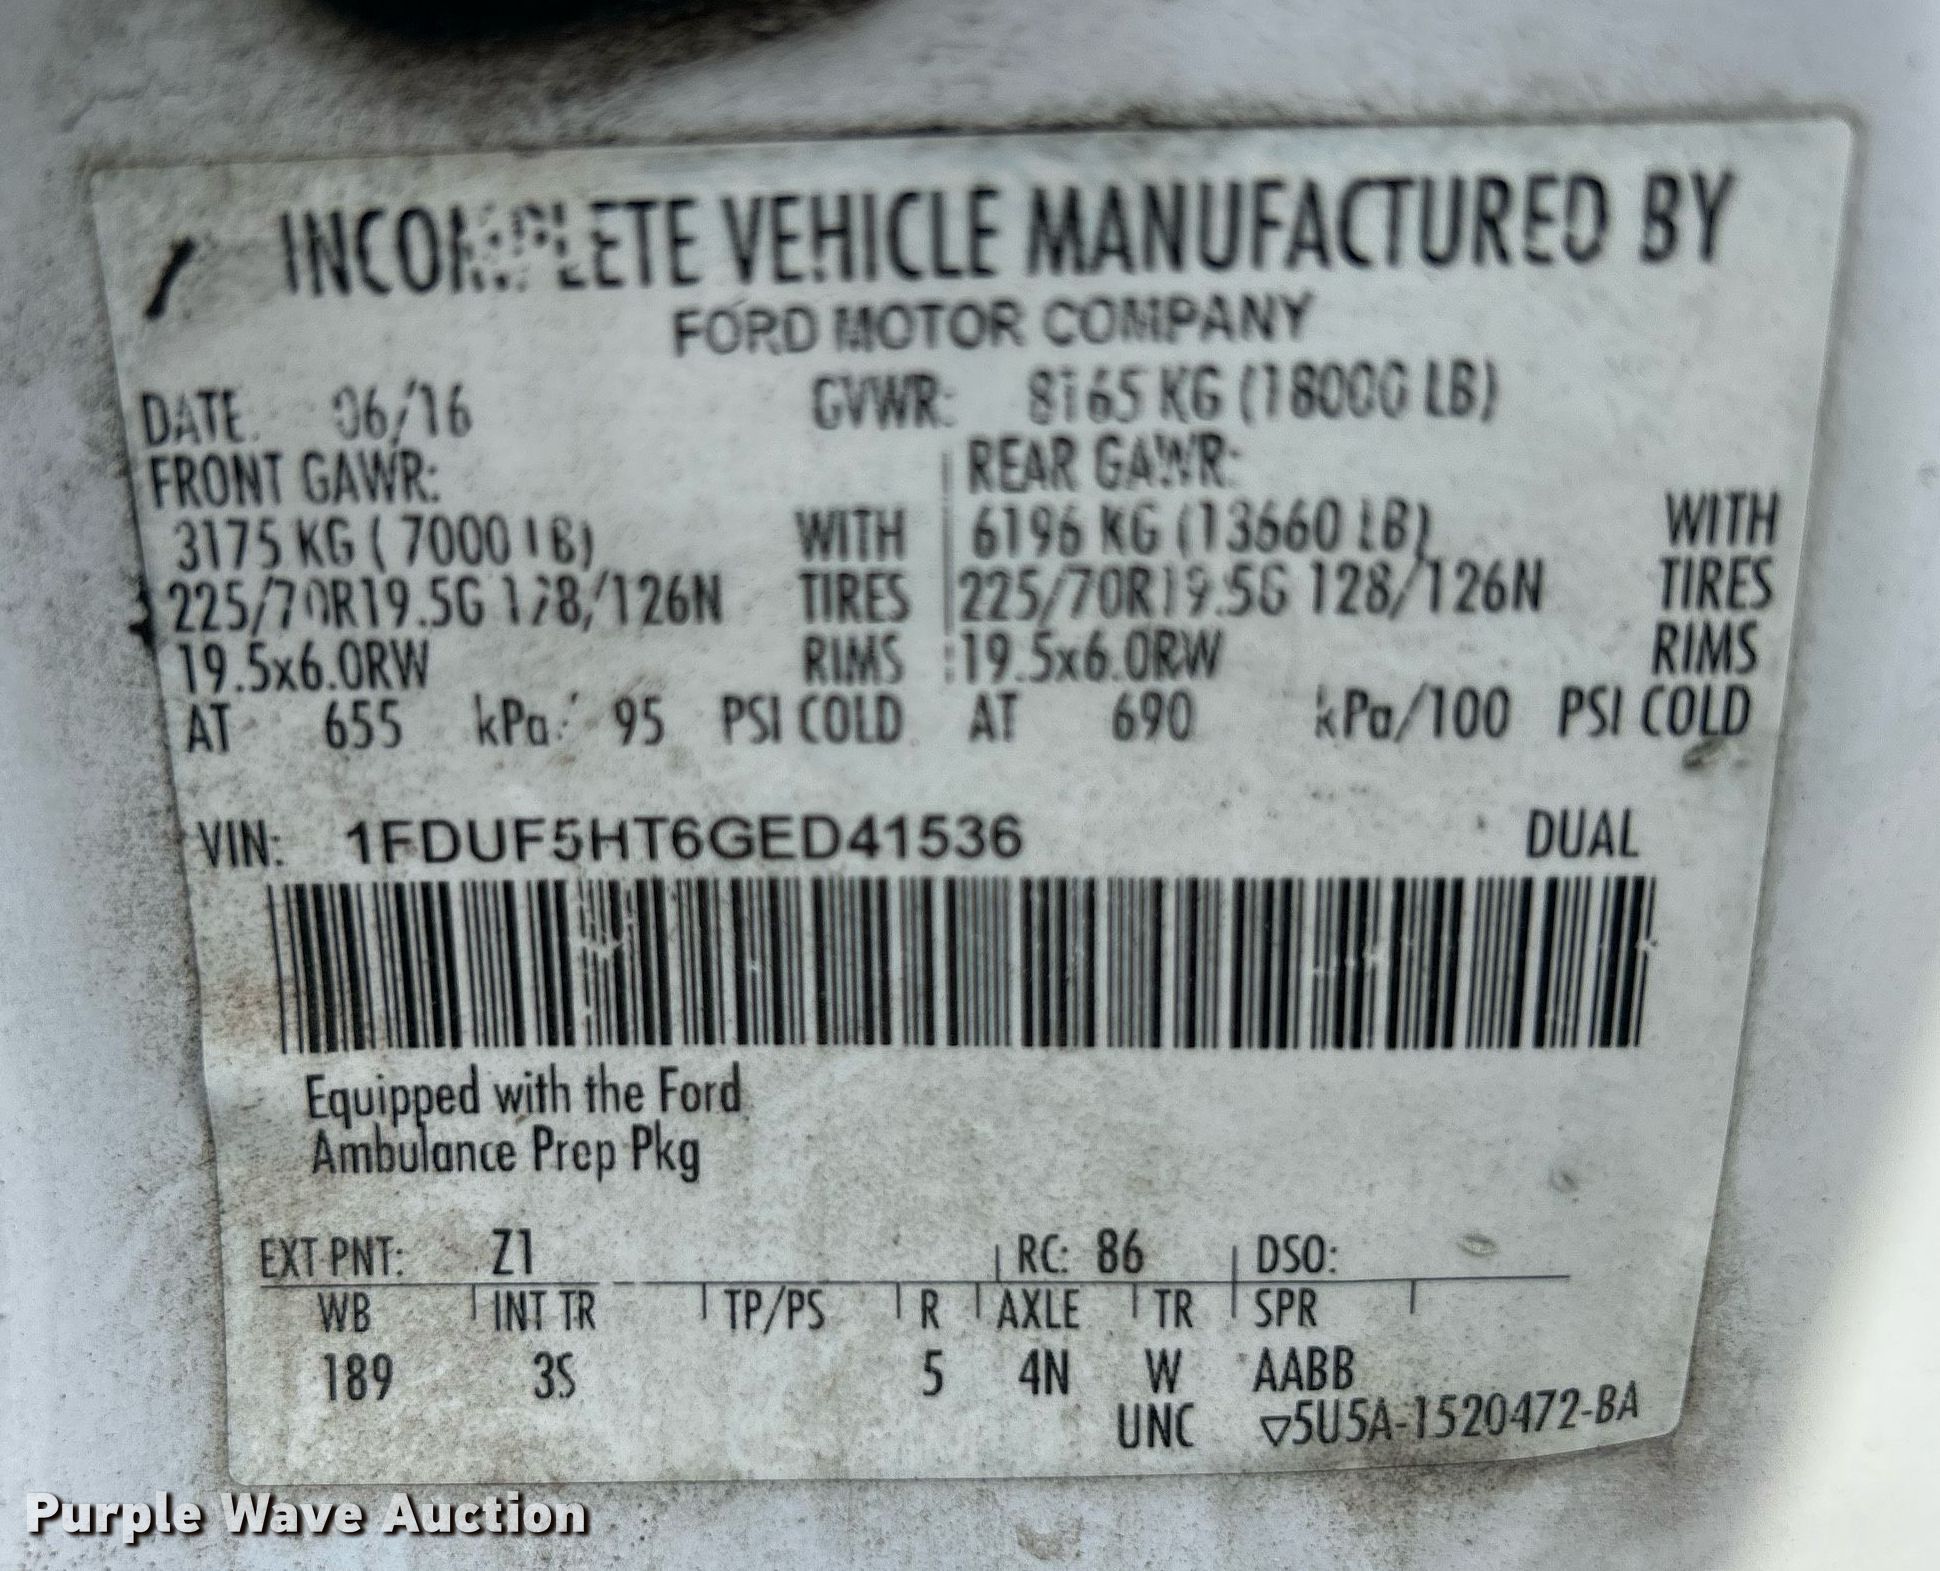 INCOMPLETE VEHICLE MANUFACTURED BY
FORD MOTOR COMPANY
DATE: 06/16 GVWR: 8165 KG (18000 LB)
FRONT GAWR: REAR GAWR:
3175 KG ( 7000 LB) WITH 6196 KG (13660 LB) WITH
225/70R19.5G 128/126N TIRES 225/70R19.5G 128/126N TIRES
19.5x6.0RW RIMS 19.5x6.0RW RIMS
AT 655 kPa/ 95 PSI COLD AT 690 kPa/100 PSI COLD
VIN: 1FDUF5HT6GED41536 DUAL
Equipped with the Ford
Ambulance Prep Pkg
EXT PNT: Z1 RC: 86 DSO:
WB INT TR TP/PS R AXLE TR SPR
189 3S 5 4N W AABB
UNC ▽5U5A-1520472-BA
Purple Wave Auction